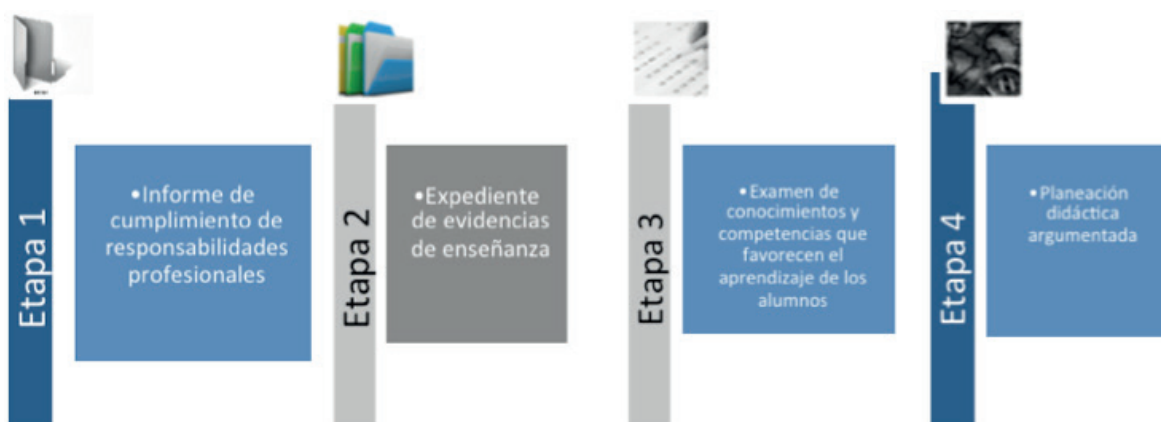 Etapa 1
•Informe de
cumplimiento de
responsabilidades
profesionales
Etapa 2
•Expediente
de evidencias
de enseñanza
Etapa 3
•Examen de
conocimientos y
competencias que
favorecen el
aprendizaje de los
alumnos
Etapa 4
•Planeación
didáctica
argumentada